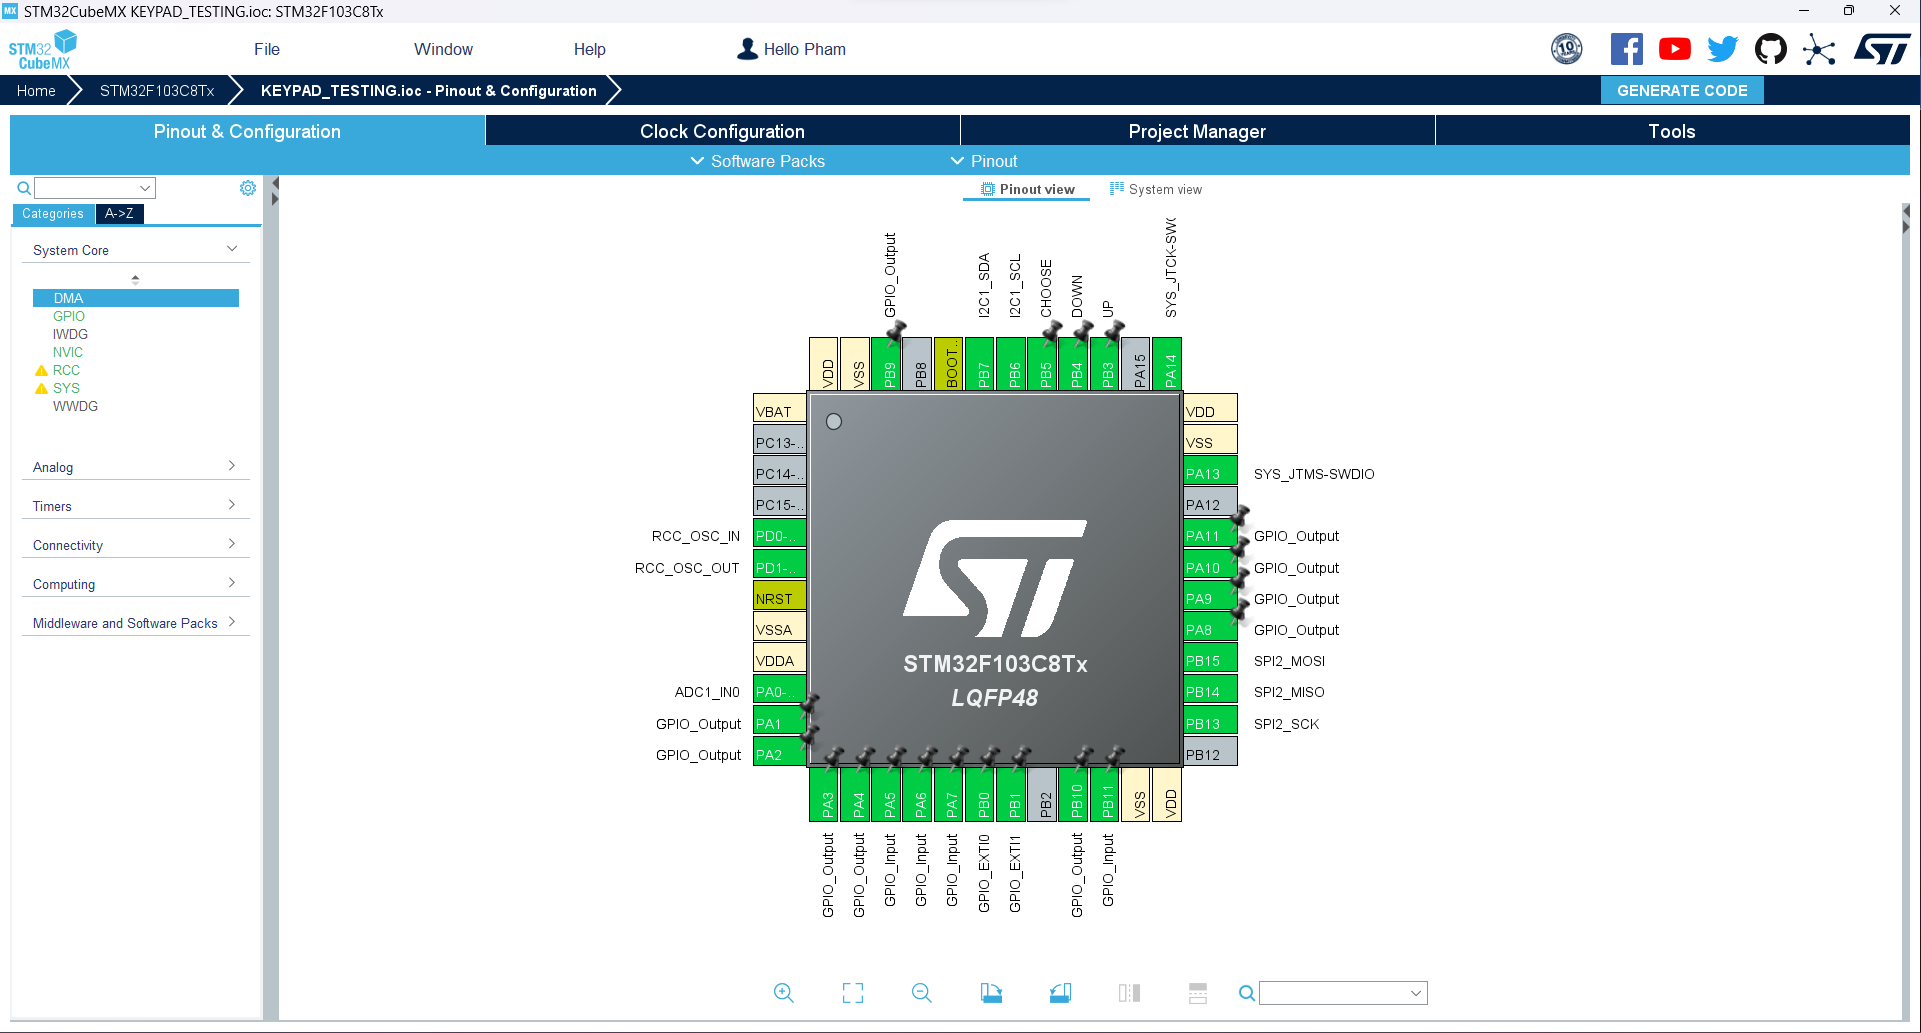 MX STM32CubeMX KEYPAD_TESTING.ioc: STM32F103C8Tx
STM32
CubeMX
File
Window
Help
Hello Pham
10
Home
STM32F103C8Tx
KEYPAD_TESTING.ioc - Pinout & Configuration
GENERATE CODE
Pinout & Configuration
Clock Configuration
Project Manager
Tools
Software Packs
Pinout
Pinout view
System view
Categories
A->Z
System Core
DMA
GPIO
IWDG
NVIC
RCC
SYS
WWDG
Analog
Timers
Connectivity
Computing
Middleware and Software Packs
GPIO_Output
I2C1_SDA
I2C1_SCL
CHOOSE
DOWN
UP
SYS_JTCK-SWC
VDD
VSS
PB9
PB8
BOOT..
PB7
PB6
PB5
PB4
PB3
PA15
PA14
VBAT
PC13-..
PC14-..
PC15-..
RCC_OSC_IN PD0-..
RCC_OSC_OUT PD1-..
NRST
VSSA
VDDA
ADC1_IN0 PA0-..
GPIO_Output PA1
GPIO_Output PA2
ST
STM32F103C8Tx
LQFP48
VDD
VSS
PA13 SYS_JTMS-SWDIO
PA12
PA11 GPIO_Output
PA10 GPIO_Output
PA9 GPIO_Output
PA8 GPIO_Output
PB15 SPI2_MOSI
PB14 SPI2_MISO
PB13 SPI2_SCK
PB12
PA3
PA4
PA5
PA6
PA7
PB0
PB1
PB2
PB10
PB11
VSS
VDD
GPIO_Output
GPIO_Output
GPIO_Input
GPIO_Input
GPIO_Input
GPIO_EXTI0
GPIO_EXTI1
GPIO_Output
GPIO_Input